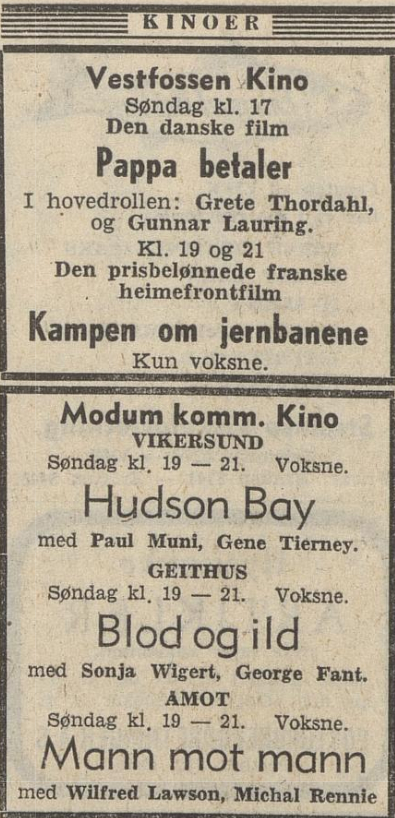 KINOER
Vestfossen Kino
Søndag kl. 17
Den danske film
Pappa betaler
I hovedrollen: Grete Thordahl,
og Gunnar Lauring.
Kl. 19 og 21
Den prisbelønnede franske
heimefrontfilm
Kampen om jernbanene
Kun voksne.
Modum komm. Kino
VIKERSUND
Søndag kl. 19 — 21. Voksne.
Hudson Bay
med Paul Muni, Gene Tierney.
GEITHUS
Søndag kl. 19 — 21. Voksne.
Blod og ild
med Sonja Wigert, George Fant.
AMOT
Søndag kl. 19 — 21. Voksne.
Mann mot mann
med Wilfred Lawson, Michal Rennie